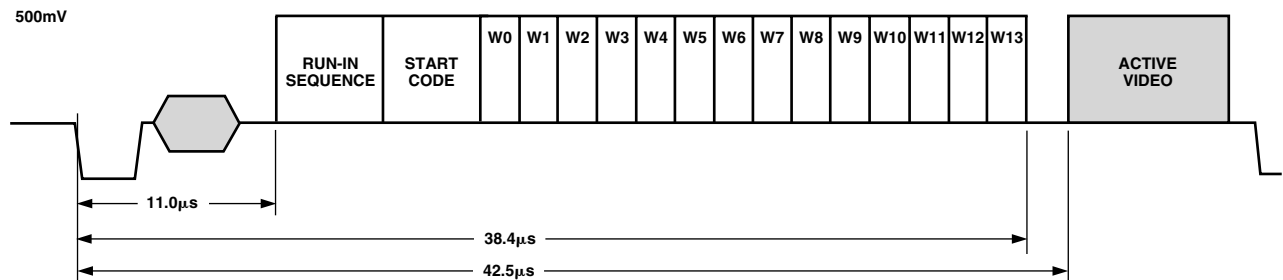 500mV
RUN-IN
SEQUENCE
START
CODE
W0 W1 W2 W3 W4 W5 W6 W7 W8 W9 W10 W11 W12 W13
ACTIVE
VIDEO
11.0µs
38.4µs
42.5µs